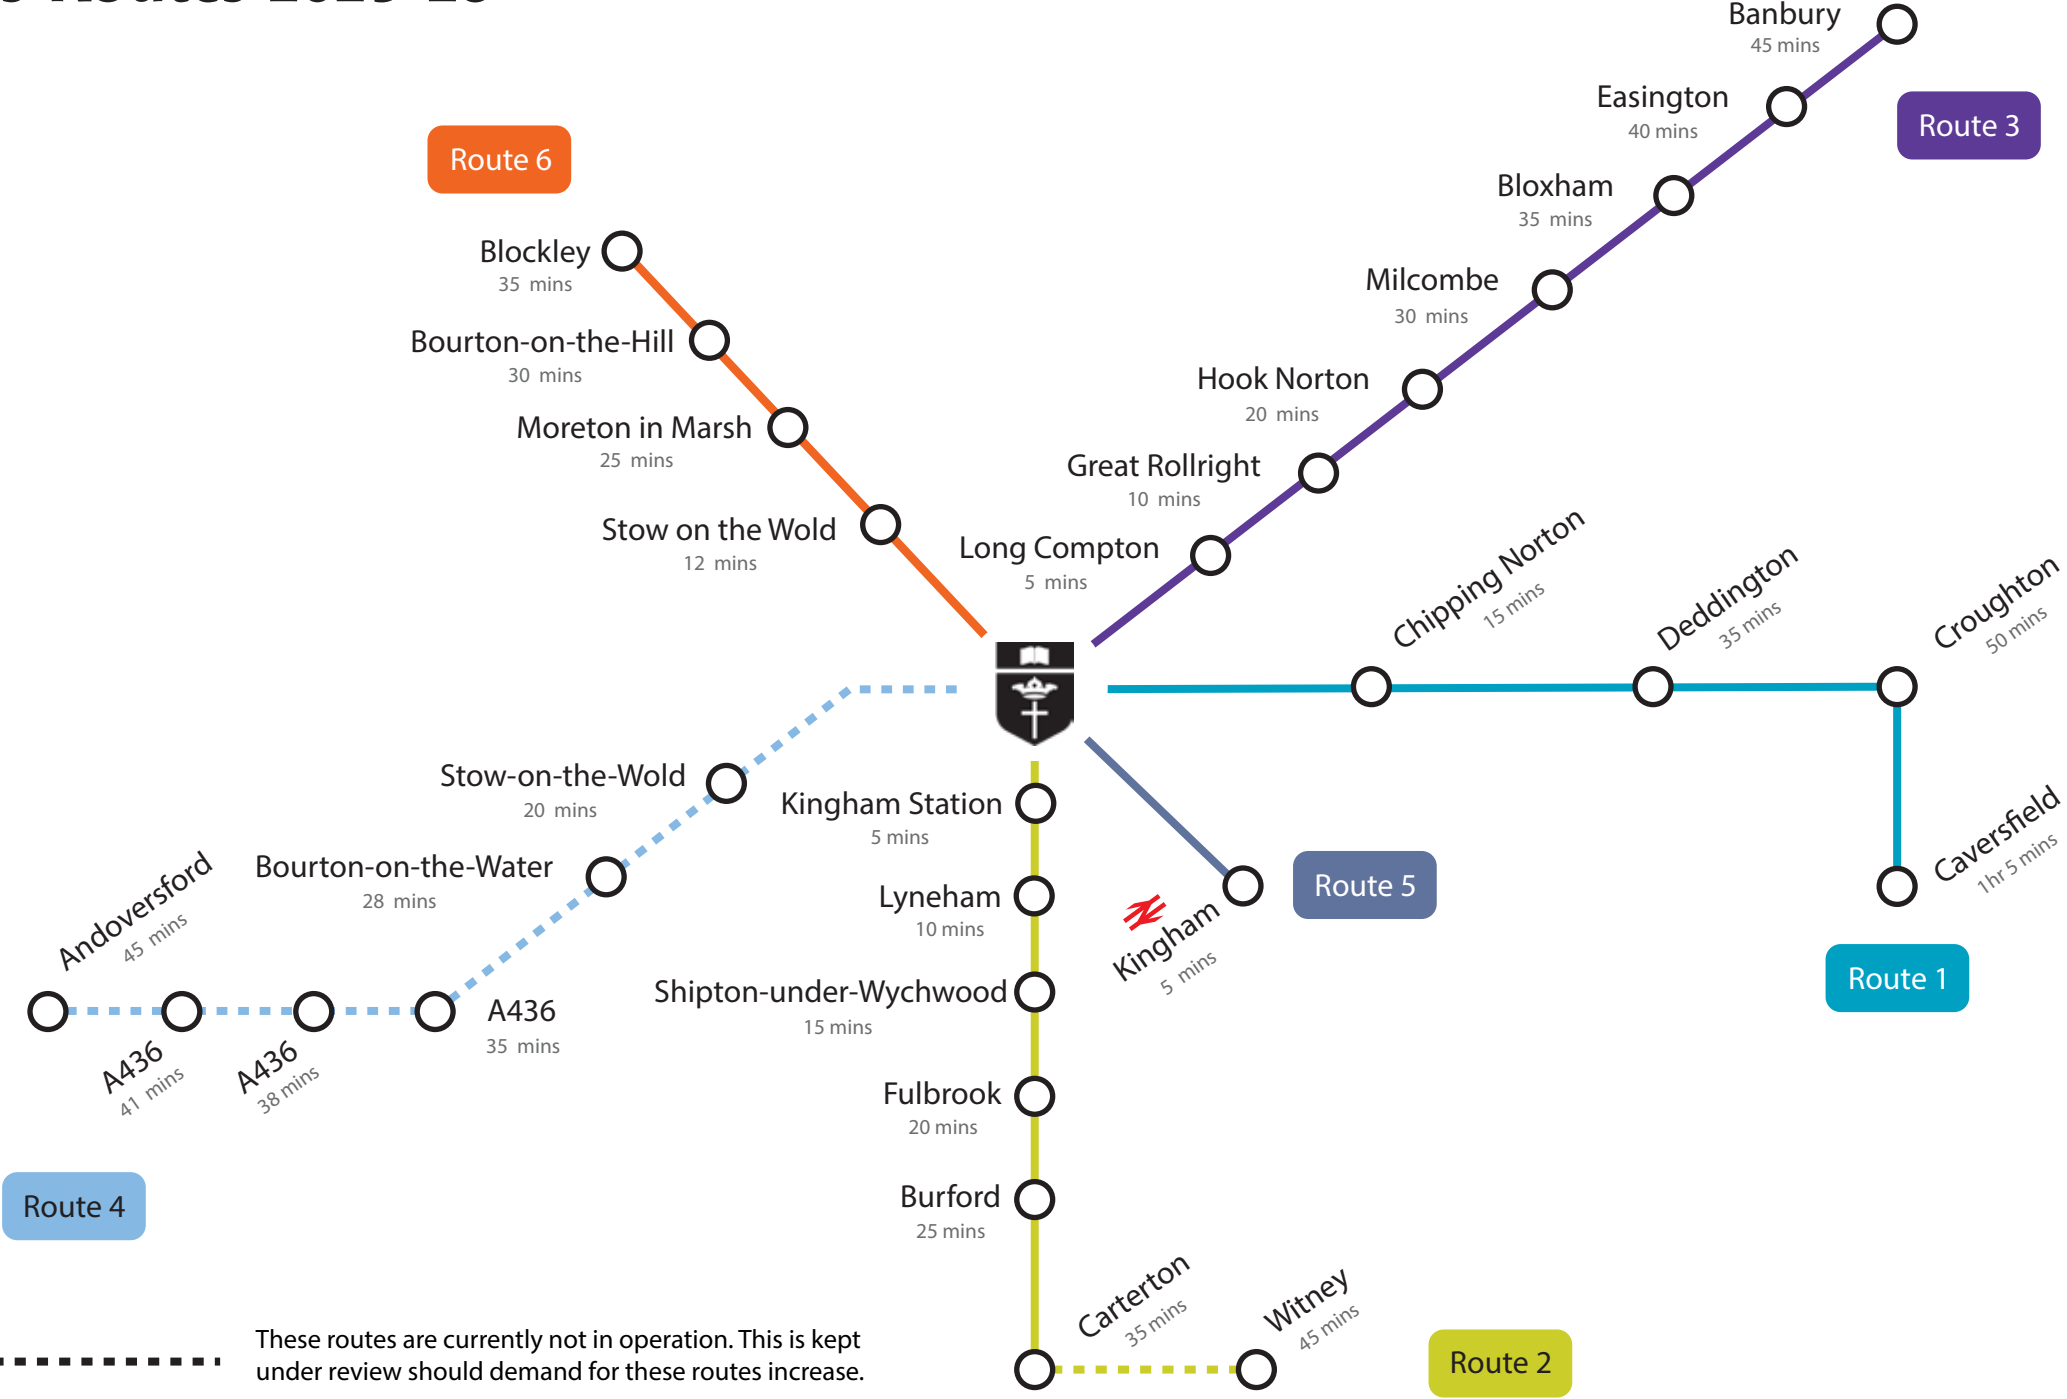 Routes 2025-26
Banbury
45 mins
Easington
40 mins
Route 3
Route 6
Bloxham
35 mins
Blockley
35 mins
Milcombe
30 mins
Bourton-on-the-Hill
30 mins
Hook Norton
20 mins
Moreton in Marsh
25 mins
Great Rollright
10 mins
Stow on the Wold
12 mins
Long Compton
5 mins
Chipping Norton
15 mins
Deddington
35 mins
Croughton
50 mins
Stow-on-the-Wold
20 mins
Kingham Station
5 mins
Caversfield
1hr 5 mins
Bourton-on-the-Water
28 mins
Andoversford
45 mins
Lyneham
10 mins
Route 5
Kingham
5 mins
Route 1
Shipton-under-Wychwood
15 mins
A436
35 mins
A436
38 mins
A436
41 mins
Fulbrook
20 mins
Route 4
Burford
25 mins
Carterton
35 mins
Witney
45 mins
Route 2
These routes are currently not in operation. This is kept
under review should demand for these routes increase.